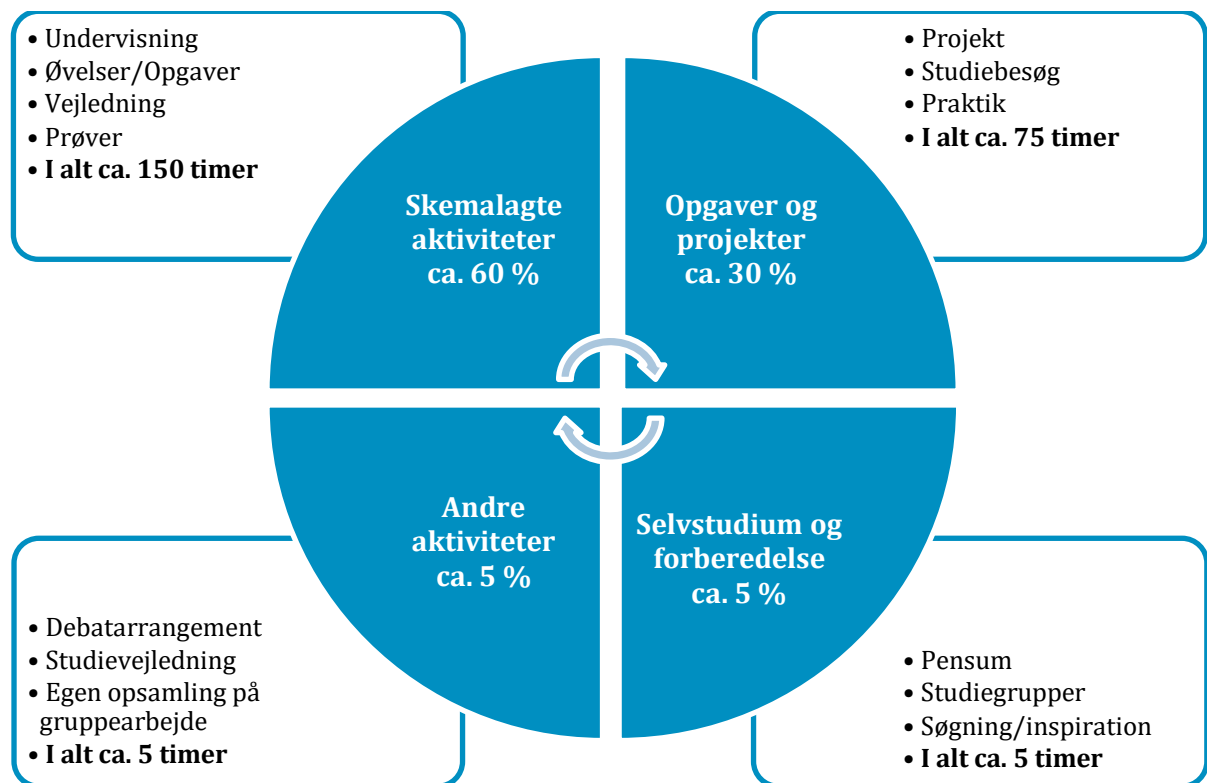 • Undervisning
• Øvelser/Opgaver
• Vejledning
• Prøver
• I alt ca. 150 timer
• Projekt
• Studiebesøg
• Praktik
• I alt ca. 75 timer
Skemalagte
aktiviteter
ca. 60 %
Opgaver og
projekter
ca. 30 %
Andre
aktiviteter
ca. 5 %
Selvstudium og
forberedelse
ca. 5 %
• Debatarrangement
• Studievejledning
• Egen opsamling på
gruppearbejde
• I alt ca. 5 timer
• Pensum
• Studiegrupper
• Søgning/inspiration
• I alt ca. 5 timer